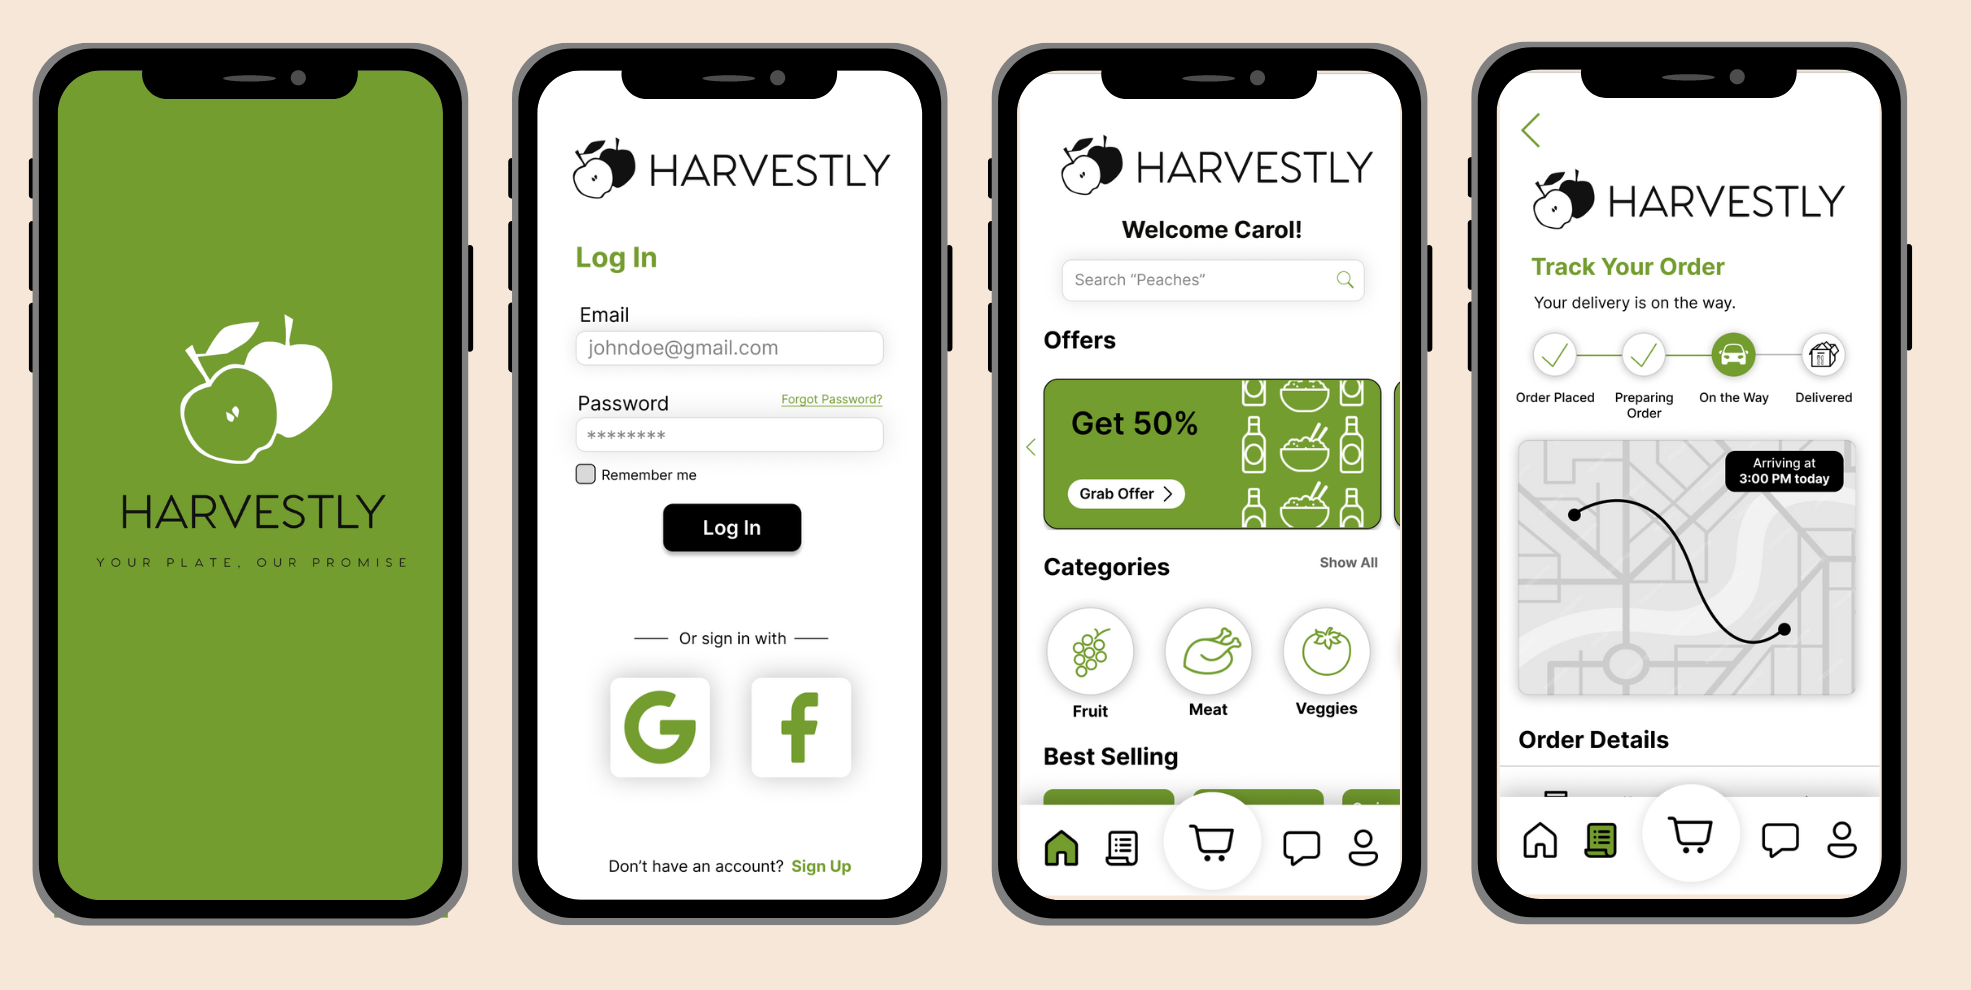 HARVESTLY
YOUR PLATE, OUR PROMISE
HARVESTLY
Log In
Email
johndoe@gmail.com
Password
Forgot Password?
********
Remember me
Log In
Or sign in with
G
f
Don't have an account? Sign Up
HARVESTLY
Welcome Carol!
Search “Peaches”
Offers
Get 50%
Grab Offer
Categories
Show All
Fruit
Meat
Veggies
Best Selling
HARVESTLY
Track Your Order
Your delivery is on the way.
Order Placed
Preparing
Order
On the Way
Delivered
Arriving at
3:00 PM today
Order Details